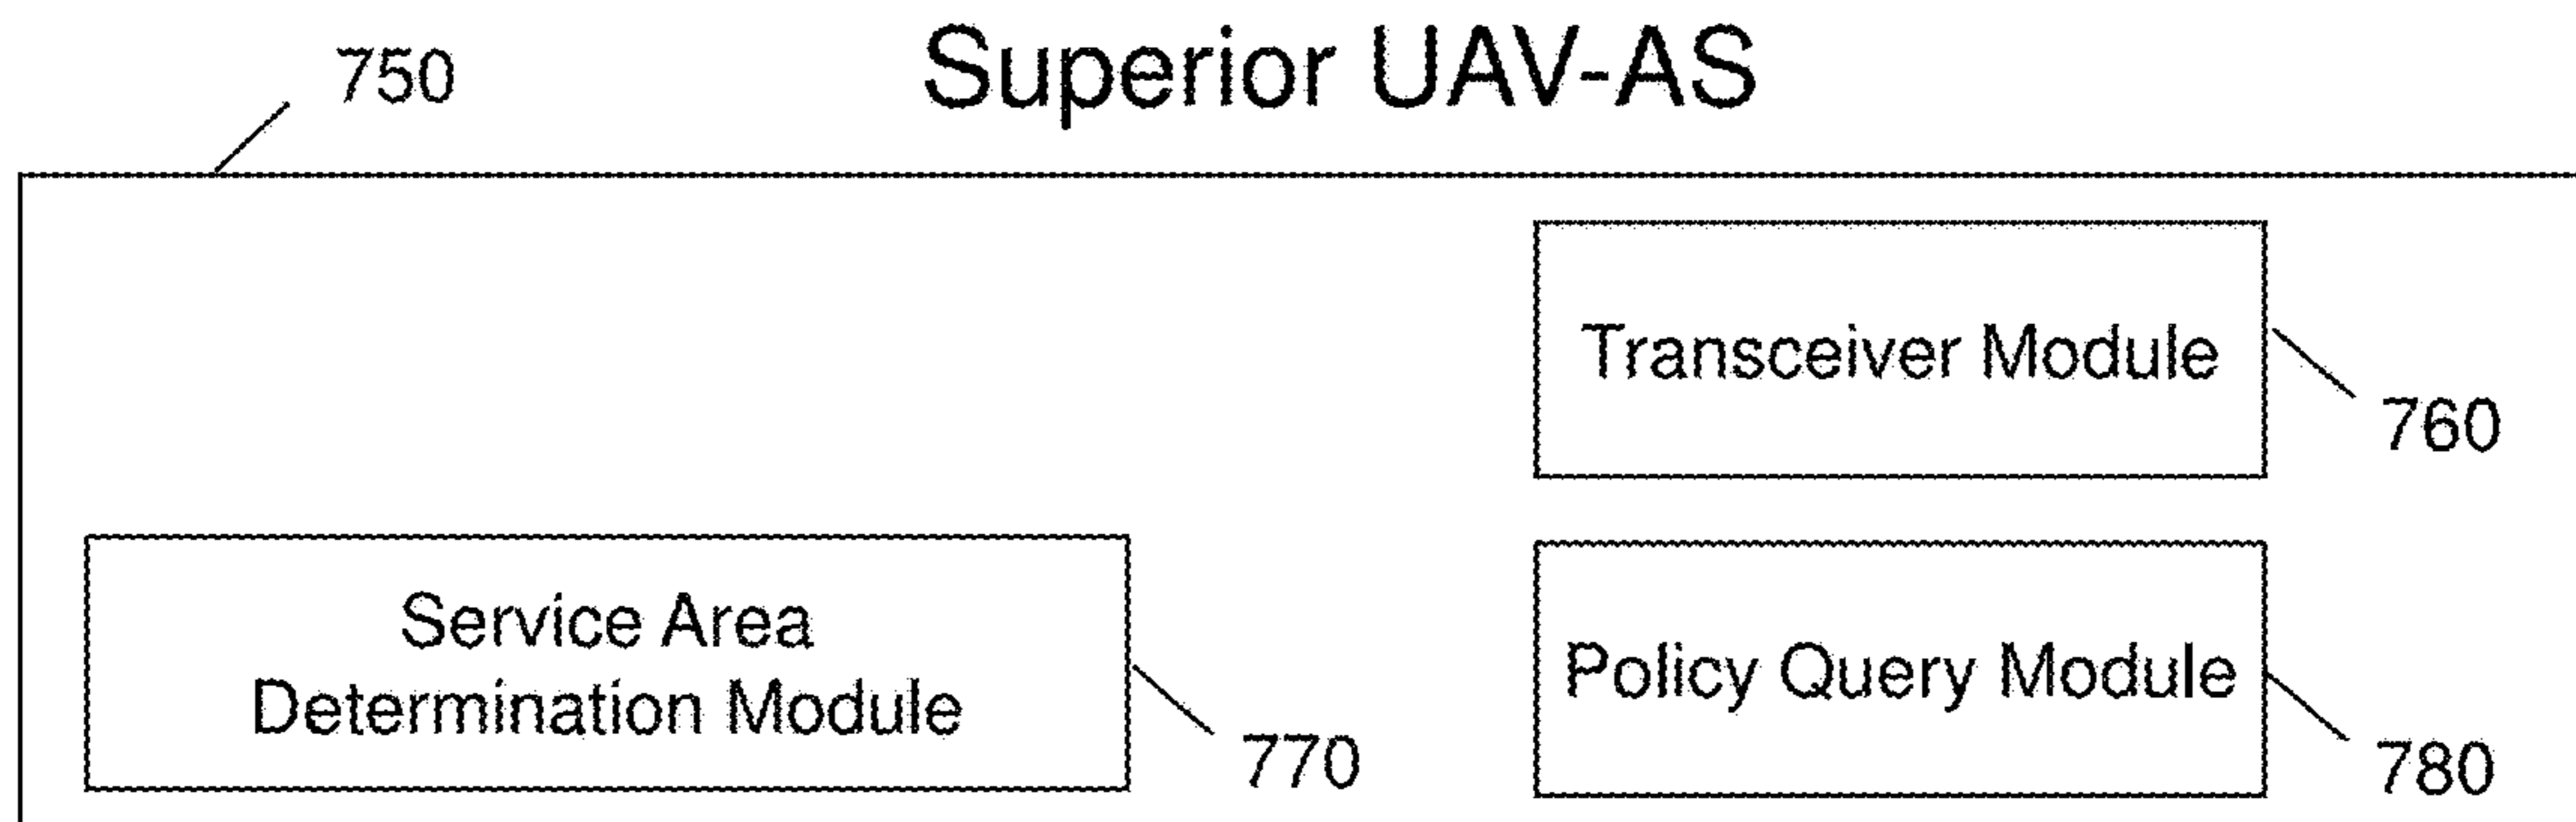 Superior UAV-AS
750
Transceiver Module
760
Service Area
Determination Module
770
Policy Query Module
780